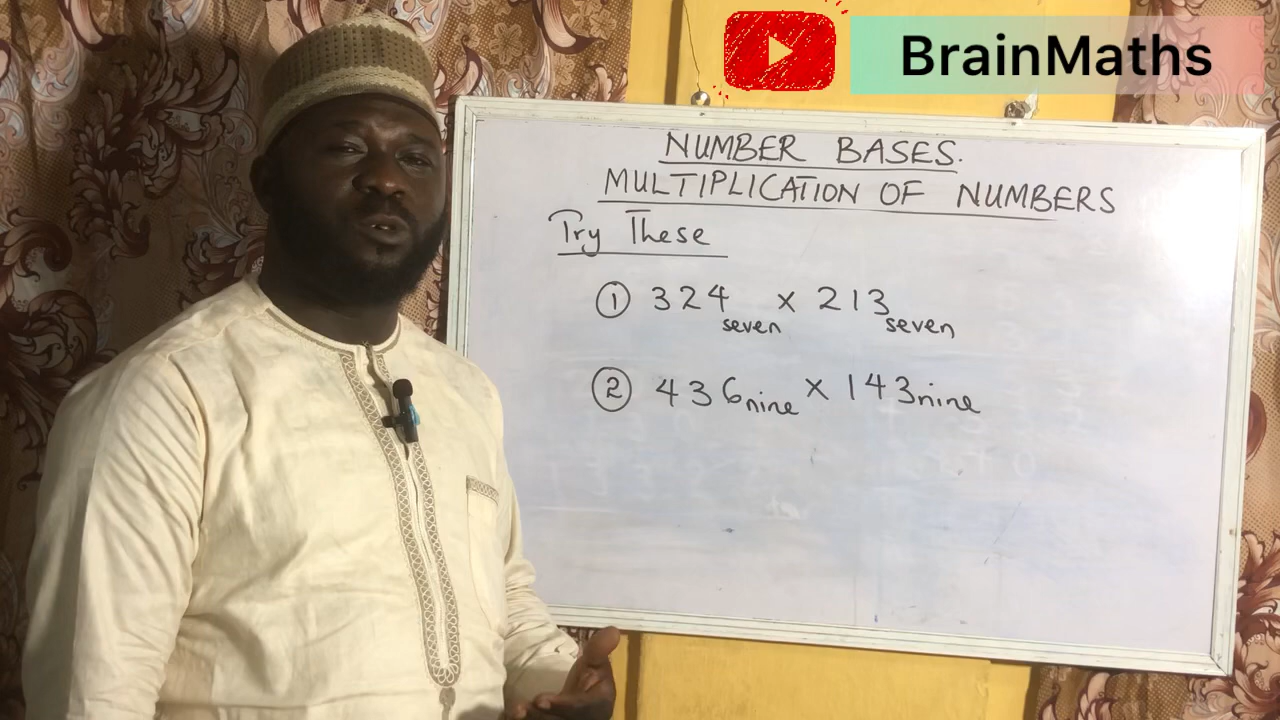 BrainMaths
NUMBER BASES.
MULTIPLICATION OF NUMBERS
Try These
① 324seven x 213seven
② 436nine x 143nine